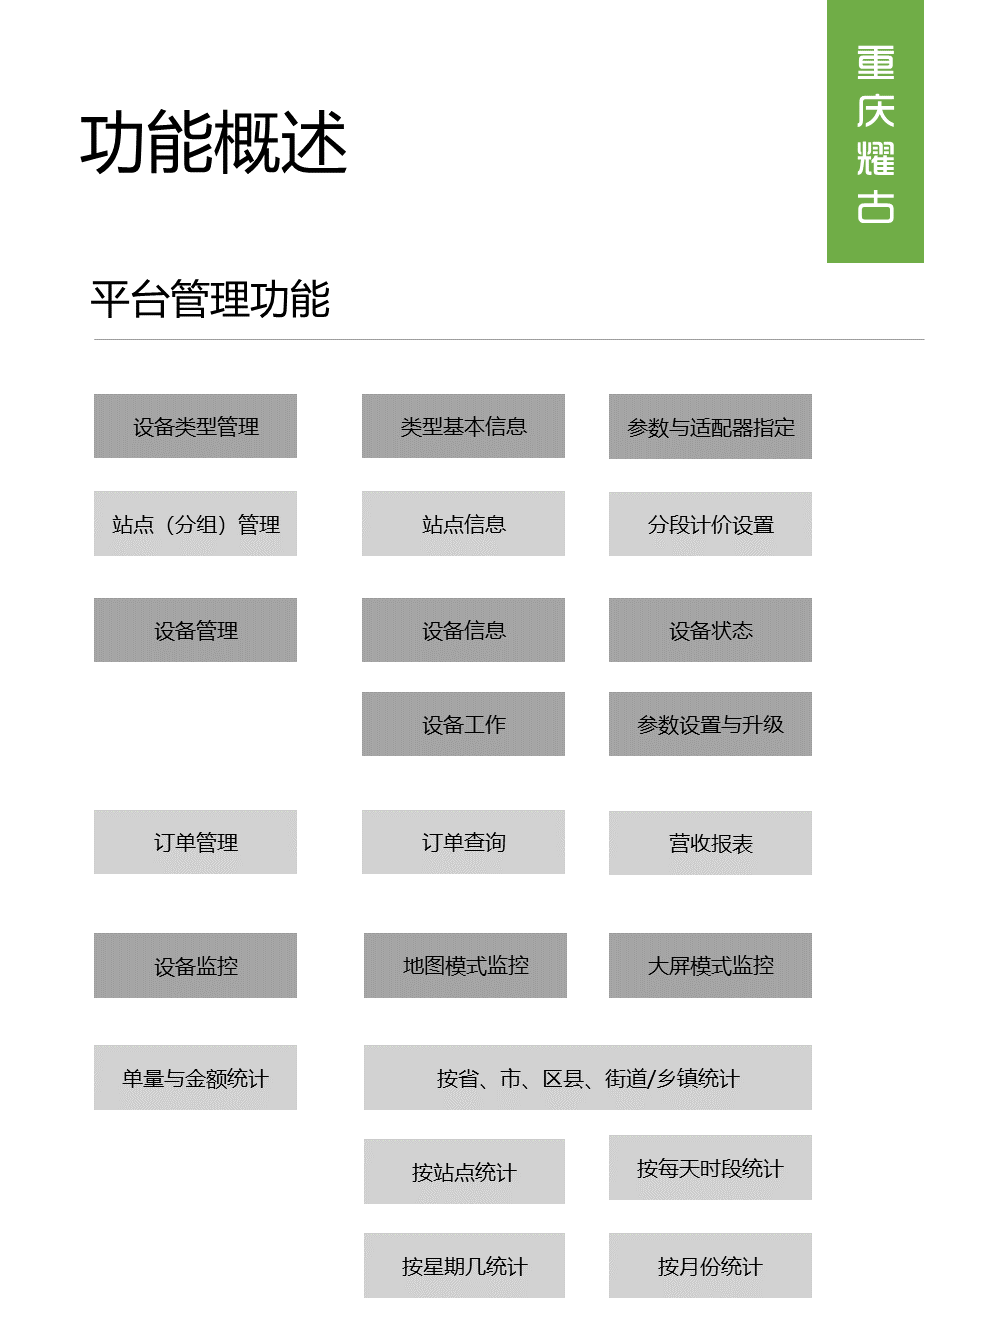 重庆耀古
功能概述
平台管理功能
设备类型管理
类型基本信息
参数与适配器指定
站点（分组）管理
站点信息
分段计价设置
设备管理
设备信息
设备状态
设备工作
参数设置与升级
订单管理
订单查询
营收报表
设备监控
地图模式监控
大屏模式监控
单量与金额统计
按省、市、区县、街道/乡镇统计
按站点统计
按每天时段统计
按星期几统计
按月份统计